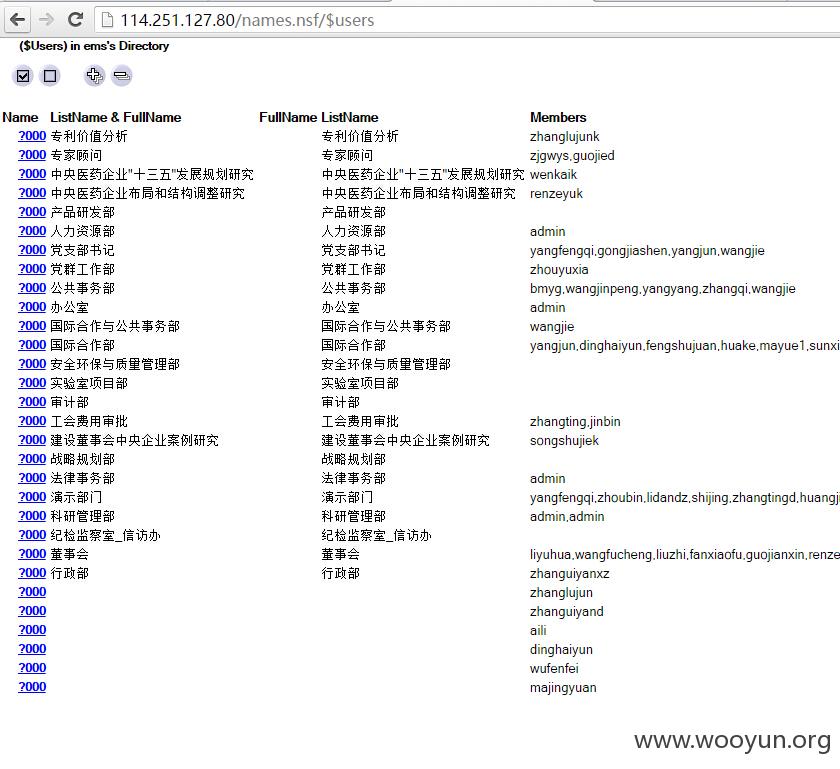 114.251.127.80/names.nsf/$users
($Users) in ems's Directory
Name ListName & FullName FullName ListName Members
?000 专利价值分析 专利价值分析 zhanglujunk
?000 专家顾问 专家顾问 zjgwys,guojied
?000 中央医药企业"十三五"发展规划研究 中央医药企业"十三五"发展规划研究 wenkaik
?000 中央医药企业布局和结构调整研究 中央医药企业布局和结构调整研究 renzeyuk
?000 产品研发部 产品研发部
?000 人力资源部 人力资源部 admin
?000 党支部书记 党支部书记 yangfengqi,gongjiashen,yangjun,wangjie
?000 党群工作部 党群工作部 zhouyuxia
?000 公共事务部 公共事务部 bmyg,wangjinpeng,yangyang,zhangqi,wangjie
?000 办公室 办公室 admin
?000 国际合作与公共事务部 国际合作与公共事务部 wangjie
?000 国际合作部 国际合作部 yangjun,dinghaiyun,fengshujuan,huake,mayue1,sunxi
?000 安全环保与质量管理部 安全环保与质量管理部
?000 实验室项目部 实验室项目部
?000 审计部 审计部
?000 工会费用审批 工会费用审批 zhangting,jinbin
?000 建设董事会中央企业案例研究 建设董事会中央企业案例研究 songshujiek
?000 战略规划部 战略规划部
?000 法律事务部 法律事务部 admin
?000 演示部门 演示部门 yangfengqi,zhoubin,lidandz,shijing,zhangtingd,huangji
?000 科研管理部 科研管理部 admin,admin
?000 纪检监察室_信访办 纪检监察室_信访办
?000 董事会 董事会 liyuhua,wangfucheng,liuzhi,fanxiaofu,guojianxin,renze
?000 行政部 行政部 zhanguiyanxz
?000 zhanglujun
?000 zhanguiyand
?000 aili
?000 dinghaiyun
?000 wufenfei
?000 majingyuan
www.wooyun.org